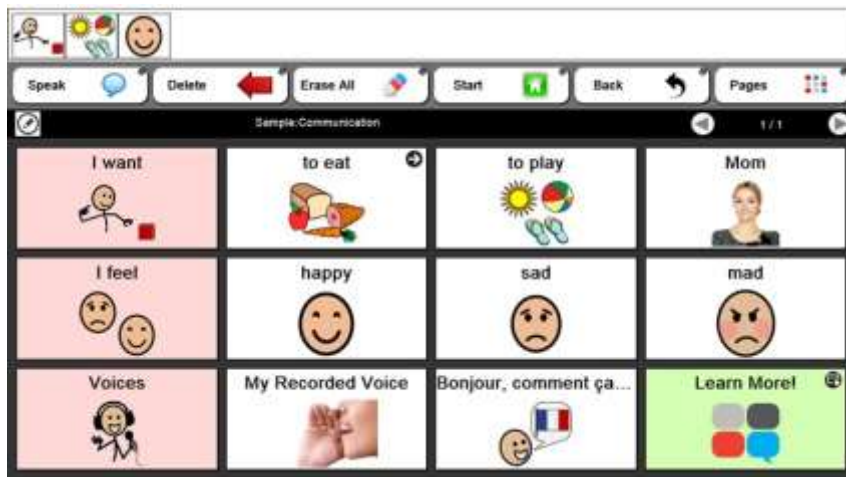 Speak Delete Erase All Start Back Pages
Sample:Communication 1 / 1
I want to eat to play Mom
I feel happy sad mad
Voices My Recorded Voice Bonjour, comment ça... Learn More!